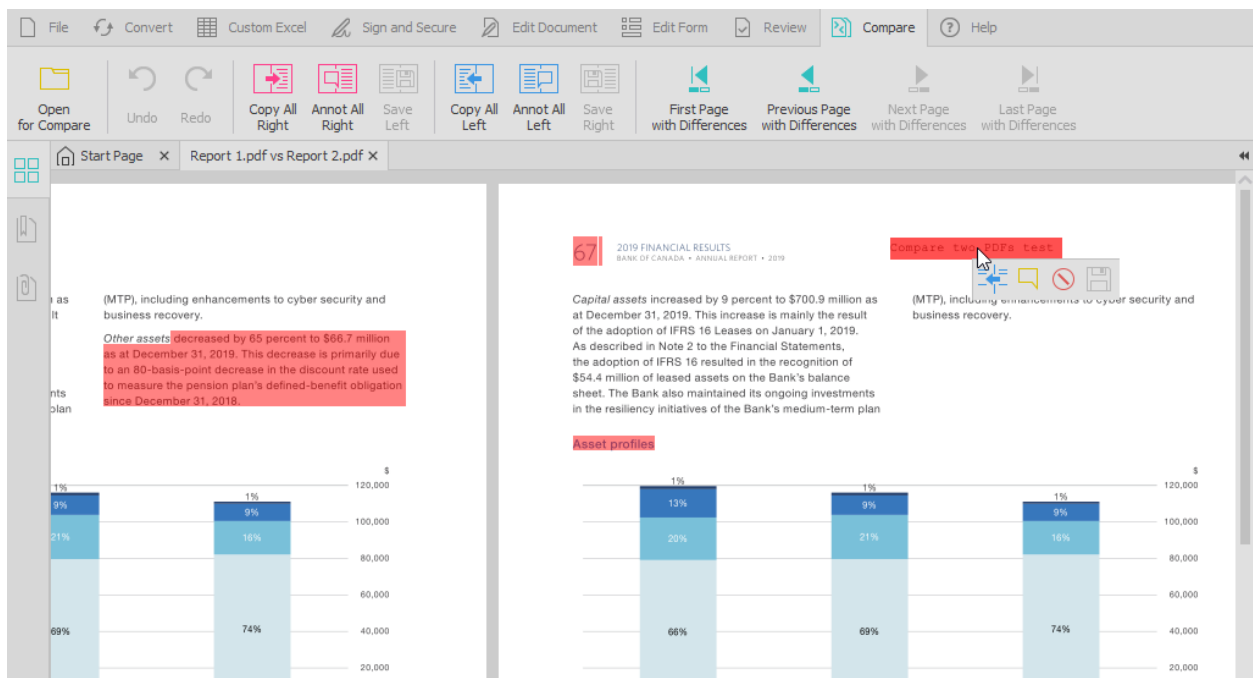 File Convert Custom Excel Sign and Secure Edit Document Edit Form Review Compare Help
Open for Compare
Undo
Redo
Copy All Right
Annot All Right
Save Left
Copy All Left
Annot All Left
Save Right
First Page with Differences
Previous Page with Differences
Next Page with Differences
Last Page with Differences
Start Page Report 1.pdf vs Report 2.pdf
as
lt
nts
plan
(MTP), including enhancements to cyber security and
business recovery.
Other assets decreased by 65 percent to $66.7 million
as at December 31, 2019. This decrease is primarily due
to an 80-basis-point decrease in the discount rate used
to measure the pension plan's defined-benefit obligation
since December 31, 2018.
$
120,000
100,000
80,000
60,000
40,000
20,000
1%
9%
21%
69%
1%
9%
16%
74%
67
2019 FINANCIAL RESULTS
BANK OF CANADA • ANNUAL REPORT • 2019
Compare two PDFs test
Capital assets increased by 9 percent to $700.9 million as
at December 31, 2019. This increase is mainly the result
of the adoption of IFRS 16 Leases on January 1, 2019.
As described in Note 2 to the Financial Statements,
the adoption of IFRS 16 resulted in the recognition of
$54.4 million of leased assets on the Bank's balance
sheet. The Bank also maintained its ongoing investments
in the resiliency initiatives of the Bank's medium-term plan
(MTP), including enhancements to cyber security and
business recovery.
Asset profiles
$
120,000
100,000
80,000
60,000
40,000
20,000
1%
13%
20%
66%
1%
9%
21%
69%
1%
9%
16%
74%